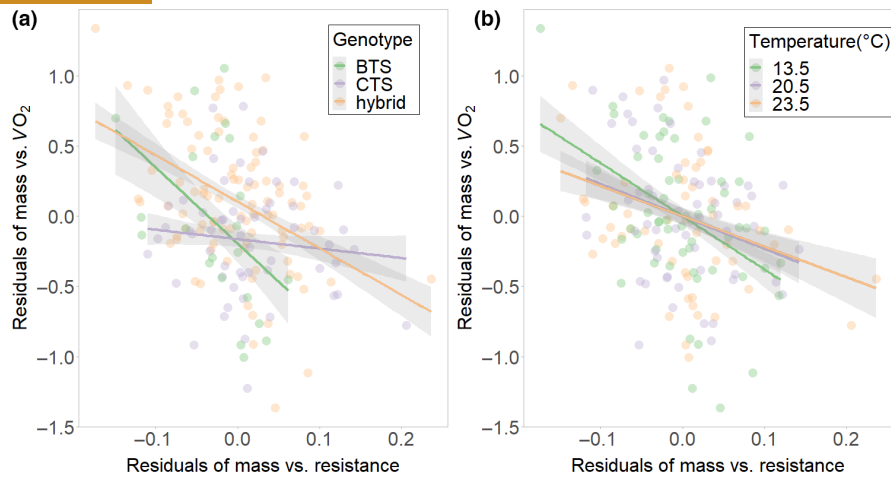 (a)
Genotype
BTS
CTS
hybrid
Residuals of mass vs. VO2
1.0
0.5
0.0
−0.5
−1.0
−1.5
−0.1
0.0
0.1
0.2
Residuals of mass vs. resistance
(b)
Temperature(°C)
13.5
20.5
23.5
Residuals of mass vs. VO2
1.0
0.5
0.0
−0.5
−1.0
−1.5
−0.1
0.0
0.1
0.2
Residuals of mass vs. resistance